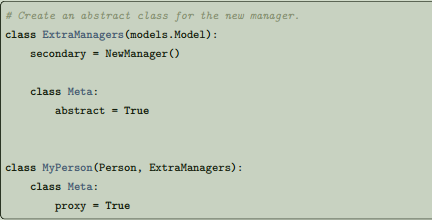 # Create an abstract class for the new manager.
class ExtraManagers(models.Model):
    secondary = NewManager()

    class Meta:
        abstract = True


class MyPerson(Person, ExtraManagers):
    class Meta:
        proxy = True